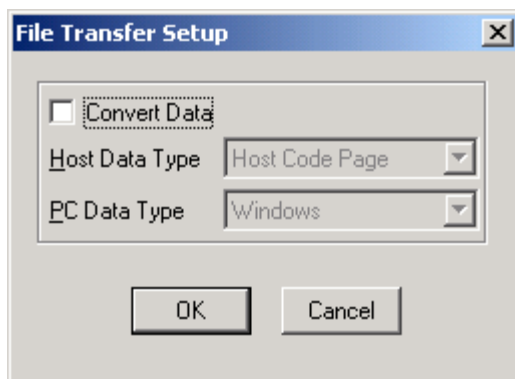 File Transfer Setup
Convert Data
Host Data Type Host Code Page
PC Data Type Windows
OK Cancel